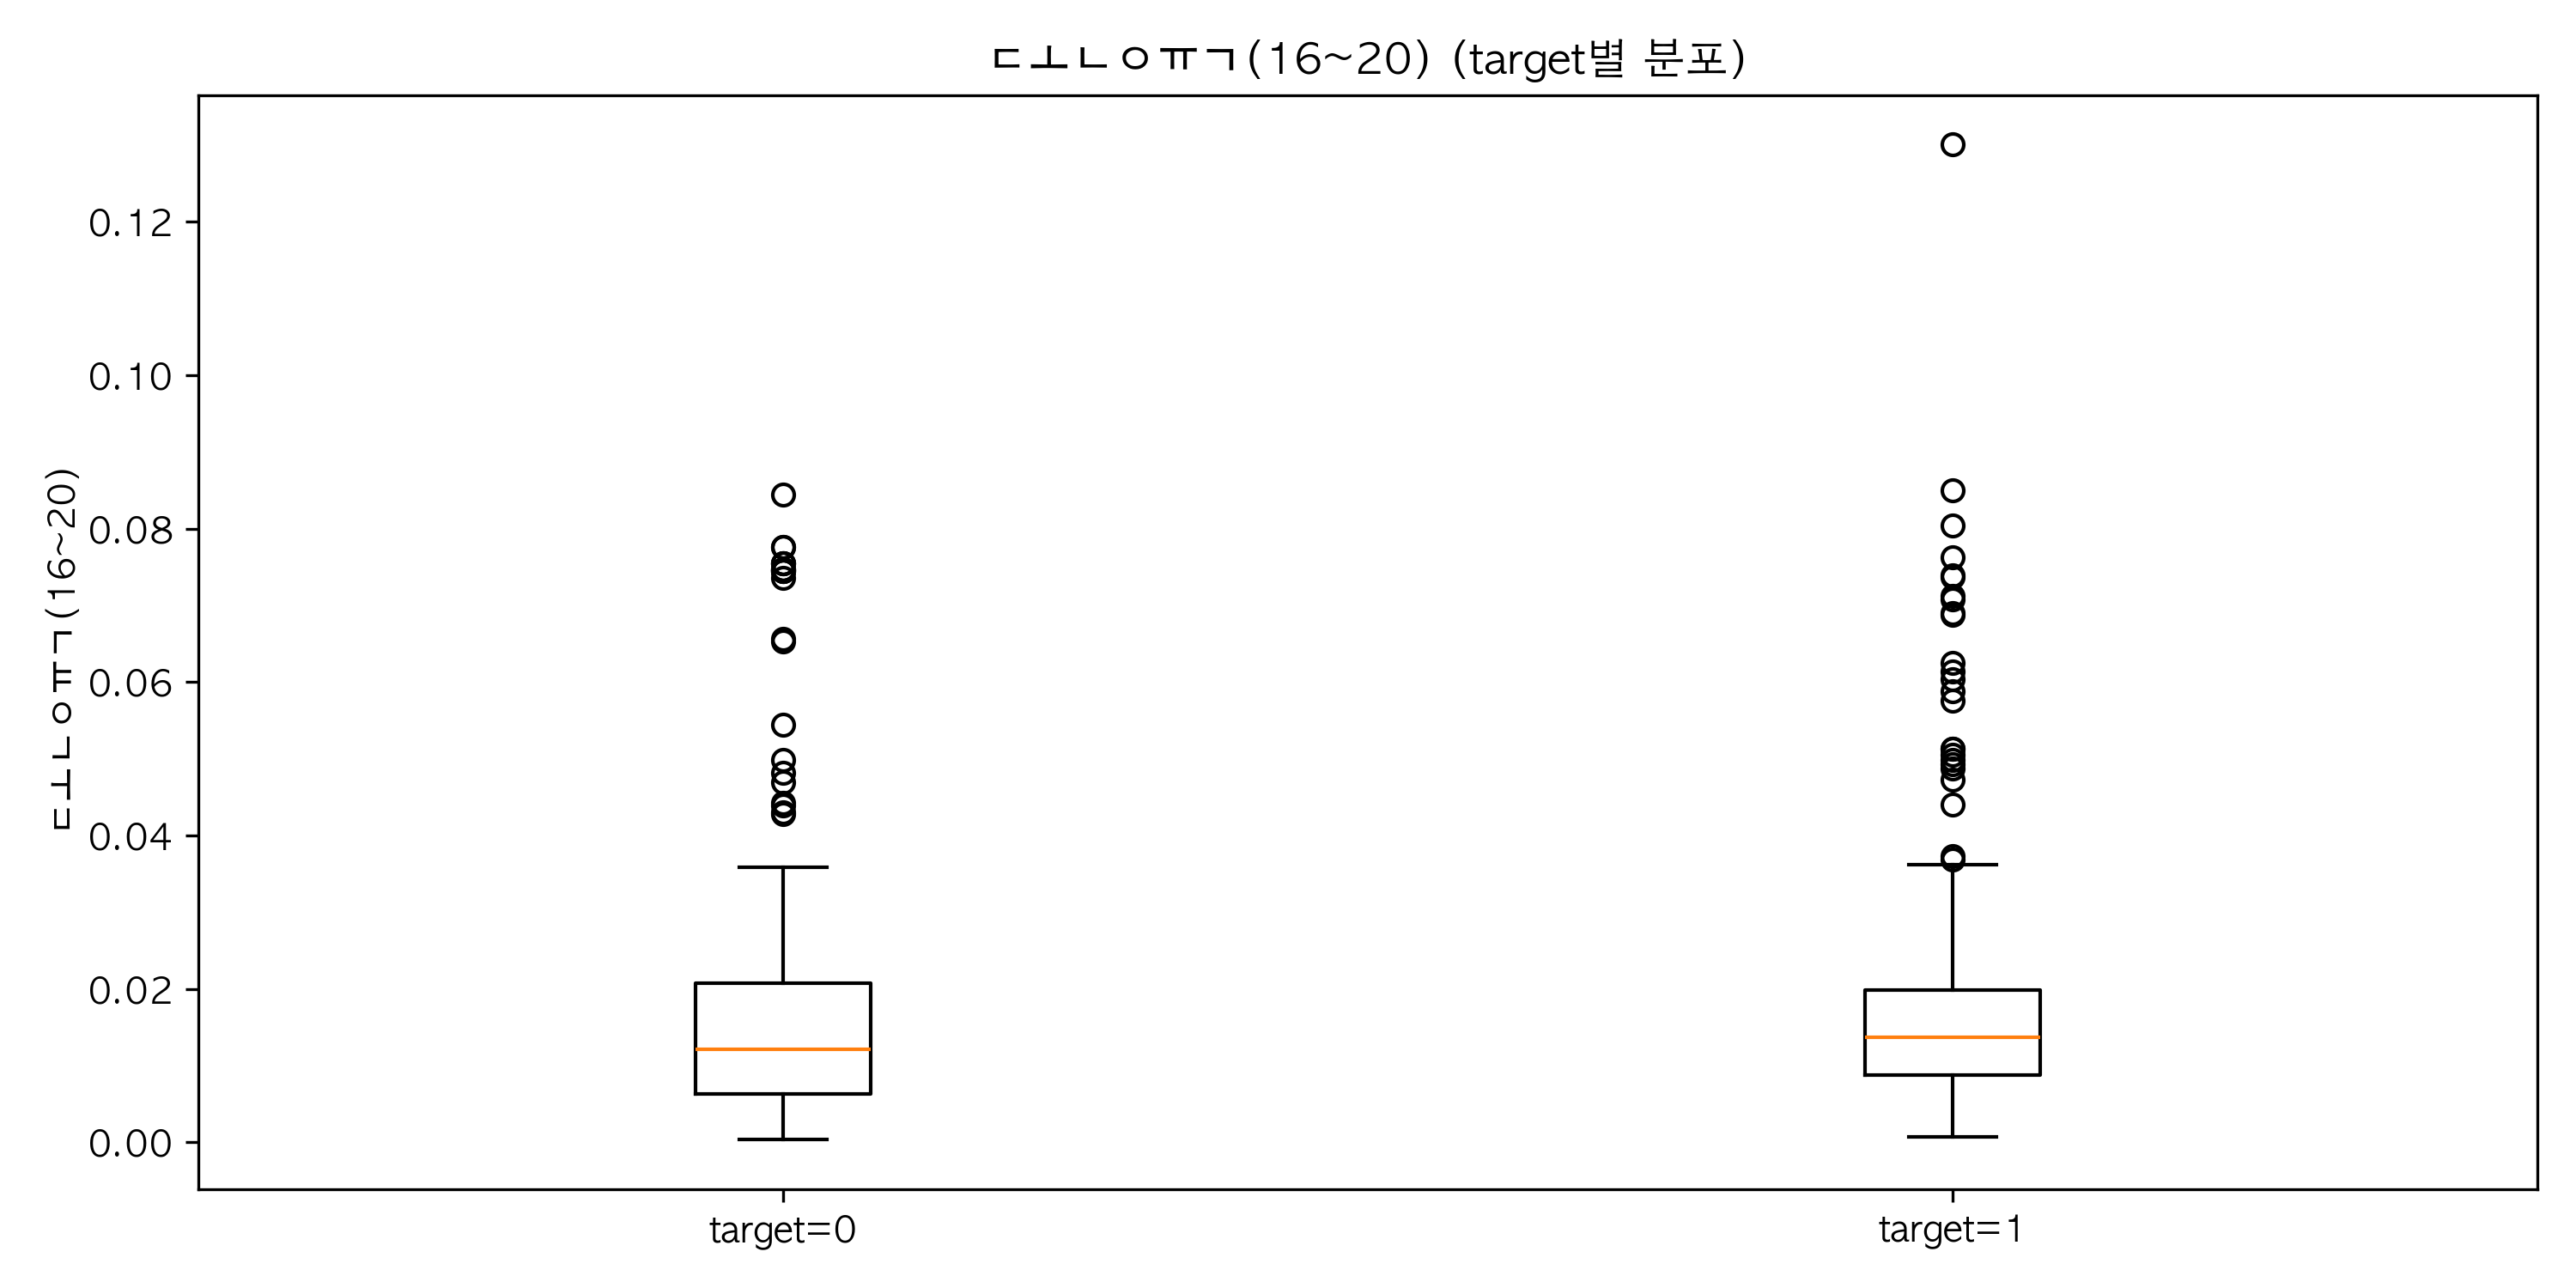 ㄷㅗㄴㅇㅠㄱ(16~20) (target별 분포)
ㄷㅗㄴㅇㅠㄱ(16~20)
0.12
0.10
0.08
0.06
0.04
0.02
0.00
target=0
target=1